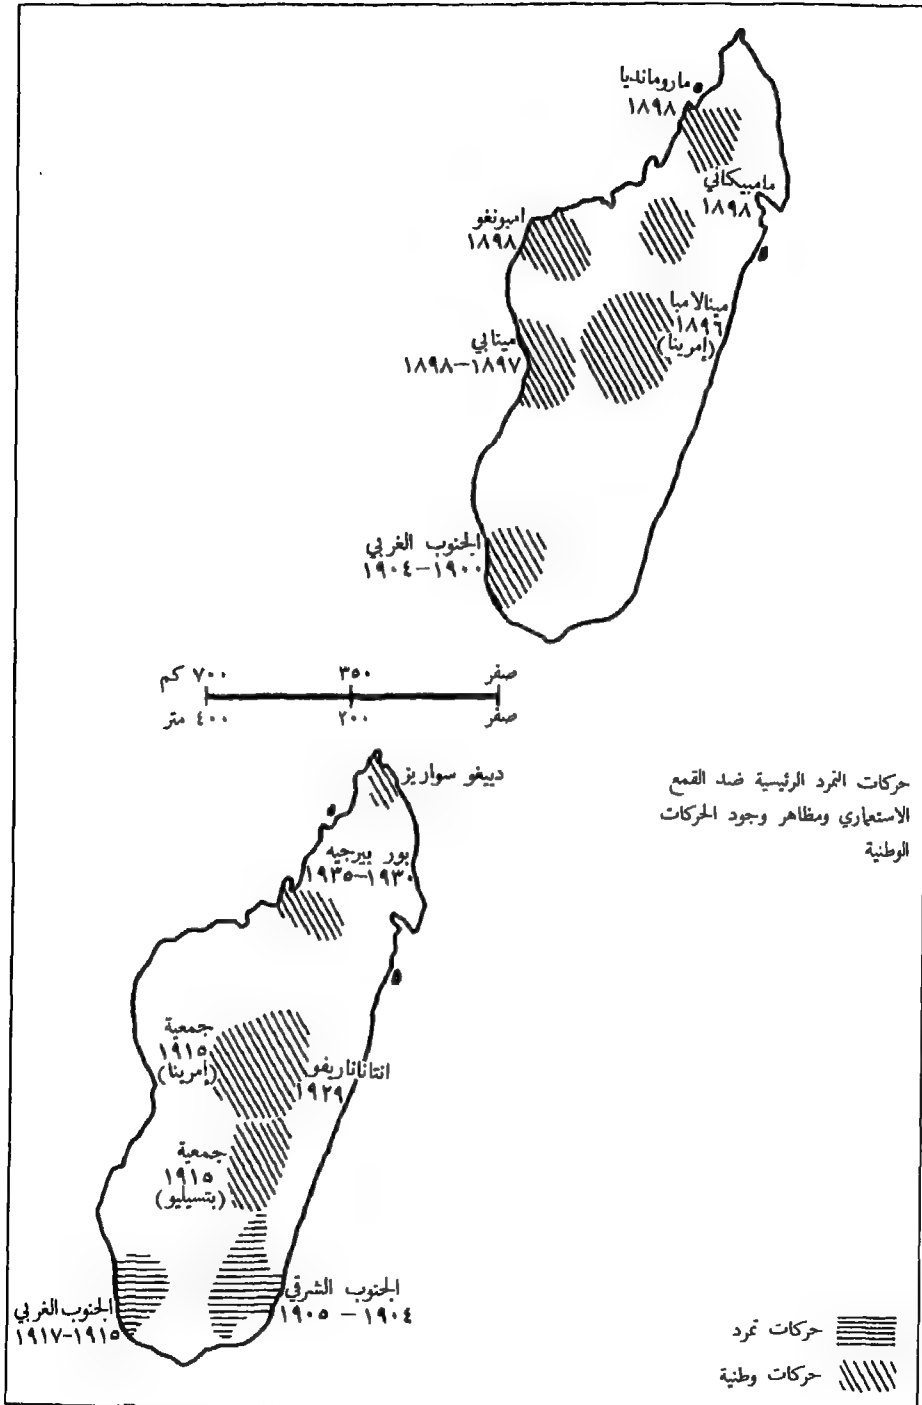 مارومانديا
١٨٩٨
مامبيكاني
١٨٩٨
امبونغو
١٨٩٨
مينالامبا
١٨٩٦
(إمرينا)
مينابي
١٨٩٧–١٨٩٨
الجنوب الغربي
١٩٠٠–١٩٠٤
صفر ٣٥٠ ٧٠٠ كم
صفر ٢٠٠ ٤٠٠ متر
حركات التمرد الرئيسية ضد القمع
الاستعماري ومظاهر وجود الحركات
الوطنية
دييغو سواريز
بور بيرجيه
١٩٣٠–١٩٣٥
جمعية
١٩١٥
(إمرينا)
انتاناناريفو
١٩٢٩
جمعية
١٩١٥
(بتسيليو)
الجنوب الشرقي
١٩٠٤ – ١٩٠٥
الجنوب الغربي
١٩١٥-١٩١٧
حركات تمرد
حركات وطنية